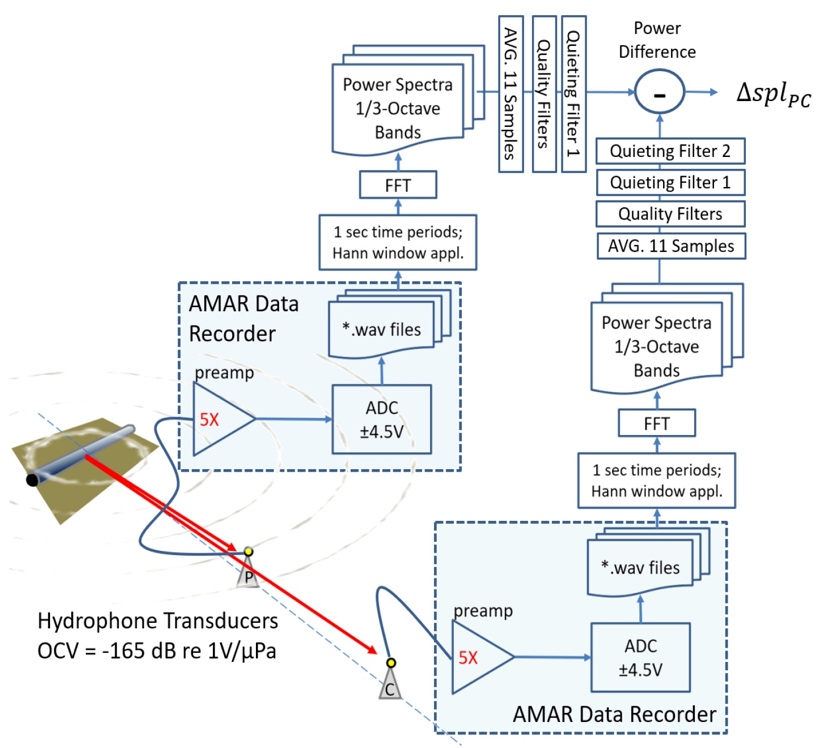 Power
Difference
AVG. 11 Samples
Quality Filters
Quieting Filter 1
Power Spectra
1/3-Octave
Bands
-
Δspl_PC
Quieting Filter 2
Quieting Filter 1
Quality Filters
AVG. 11 Samples
FFT
1 sec time periods;
Hann window appl.
AMAR Data
Recorder
*.wav files
preamp
5X
ADC
±4.5V
Power Spectra
1/3-Octave
Bands
FFT
1 sec time periods;
Hann window appl.
*.wav files
P
Hydrophone Transducers
OCV = -165 dB re 1V/µPa
preamp
5X
ADC
±4.5V
C
AMAR Data Recorder